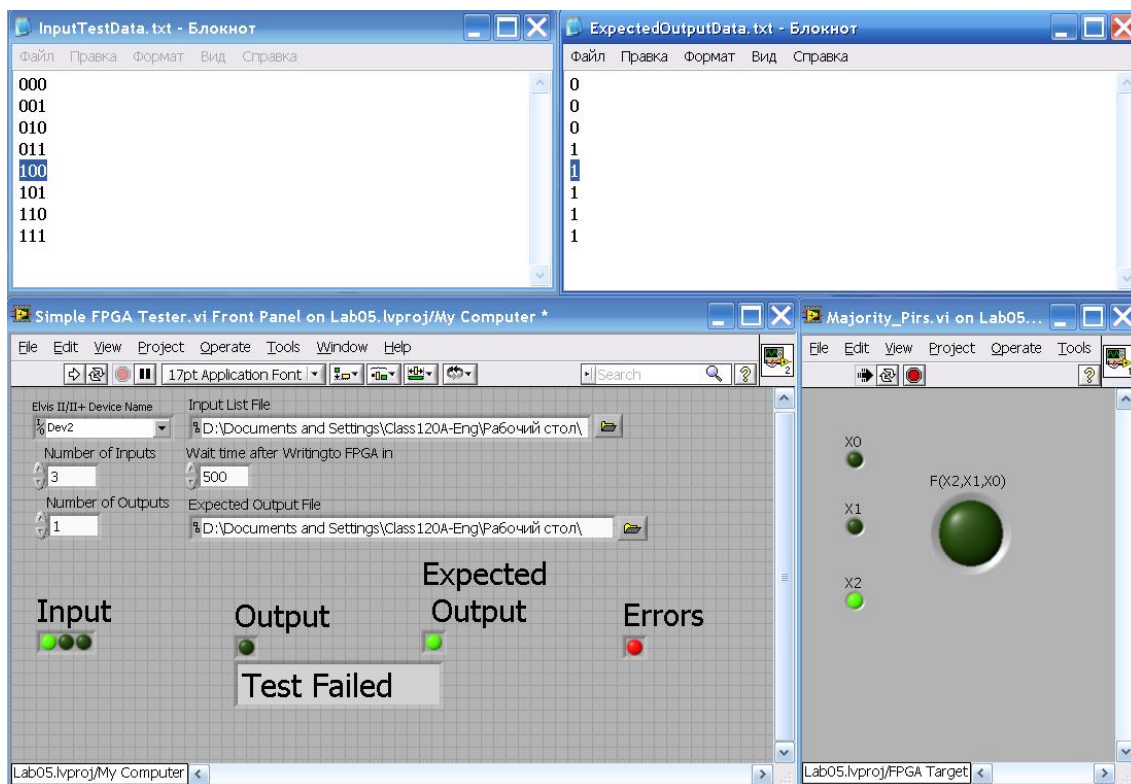 InputTestData.txt - Блокнот
Файл Правка Формат Вид Справка
000
001
010
011
100
101
110
111
ExpectedOutputData.txt - Блокнот
Файл Правка Формат Вид Справка
0
0
0
1
1
1
1
1
Simple FPGA Tester.vi Front Panel on Lab05.lvproj/My Computer *
File Edit View Project Operate Tools Window Help
17pt Application Font
Search
2
Elvis II/II+ Device Name
Dev2
Input List File
D:\Documents and Settings\Class120A-Eng\Рабочий стол\
Number of Inputs
3
Wait time after Writingto FPGA in
500
Number of Outputs
1
Expected Output File
D:\Documents and Settings\Class120A-Eng\Рабочий стол\
Input
Output
Expected
Output
Errors
Test Failed
Lab05.lvproj/My Computer
Majority_Pirs.vi on Lab05...
File Edit View Project Operate Tools
1
X0
X1
X2
F(X2,X1,X0)
Lab05.lvproj/FPGA Target